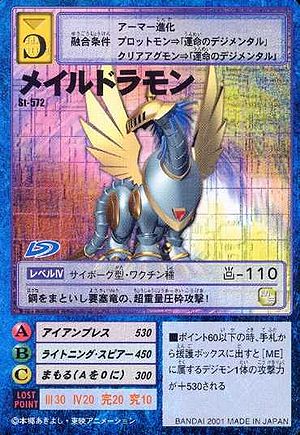 アーマー進化
融合条件 プロットモン⇒「運命のデジメンタル」
クリアアグモン⇒「運命のデジメンタル」
メイルドラモン
St-572
レベルⅣ サイボーグ型・ワクチン種
-110
鋼をまといし要塞竜の、超重量圧砕攻撃!
A アイアンブレス 530
B ライトニング・スピアー 450
C まもる(Aを0に) 300
LOST POINT Ⅲ30 Ⅳ20 完20 究10
■ポイント60以下の時、手札か
ら援護ボックスに出すと[ME]
に属するデジモン1体の攻撃力
が+530される
©本郷あきよし・東映アニメーション
BANDAI 2001 MADE IN JAPAN